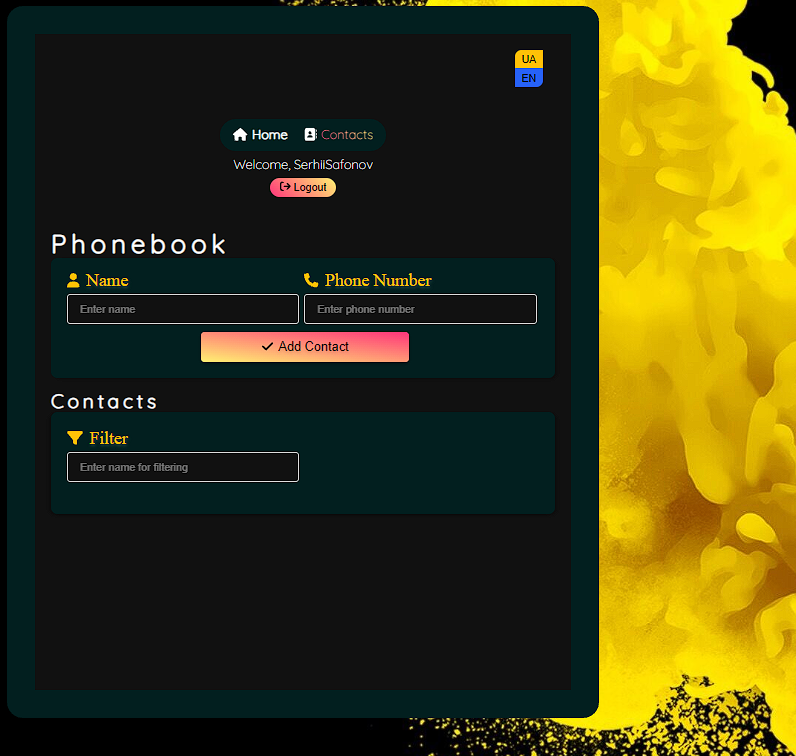 UA
EN
Home Contacts
Welcome, SerhiiSafonov
Logout
Phonebook
Name Phone Number
Enter name Enter phone number
Add Contact
Contacts
Filter
Enter name for filtering